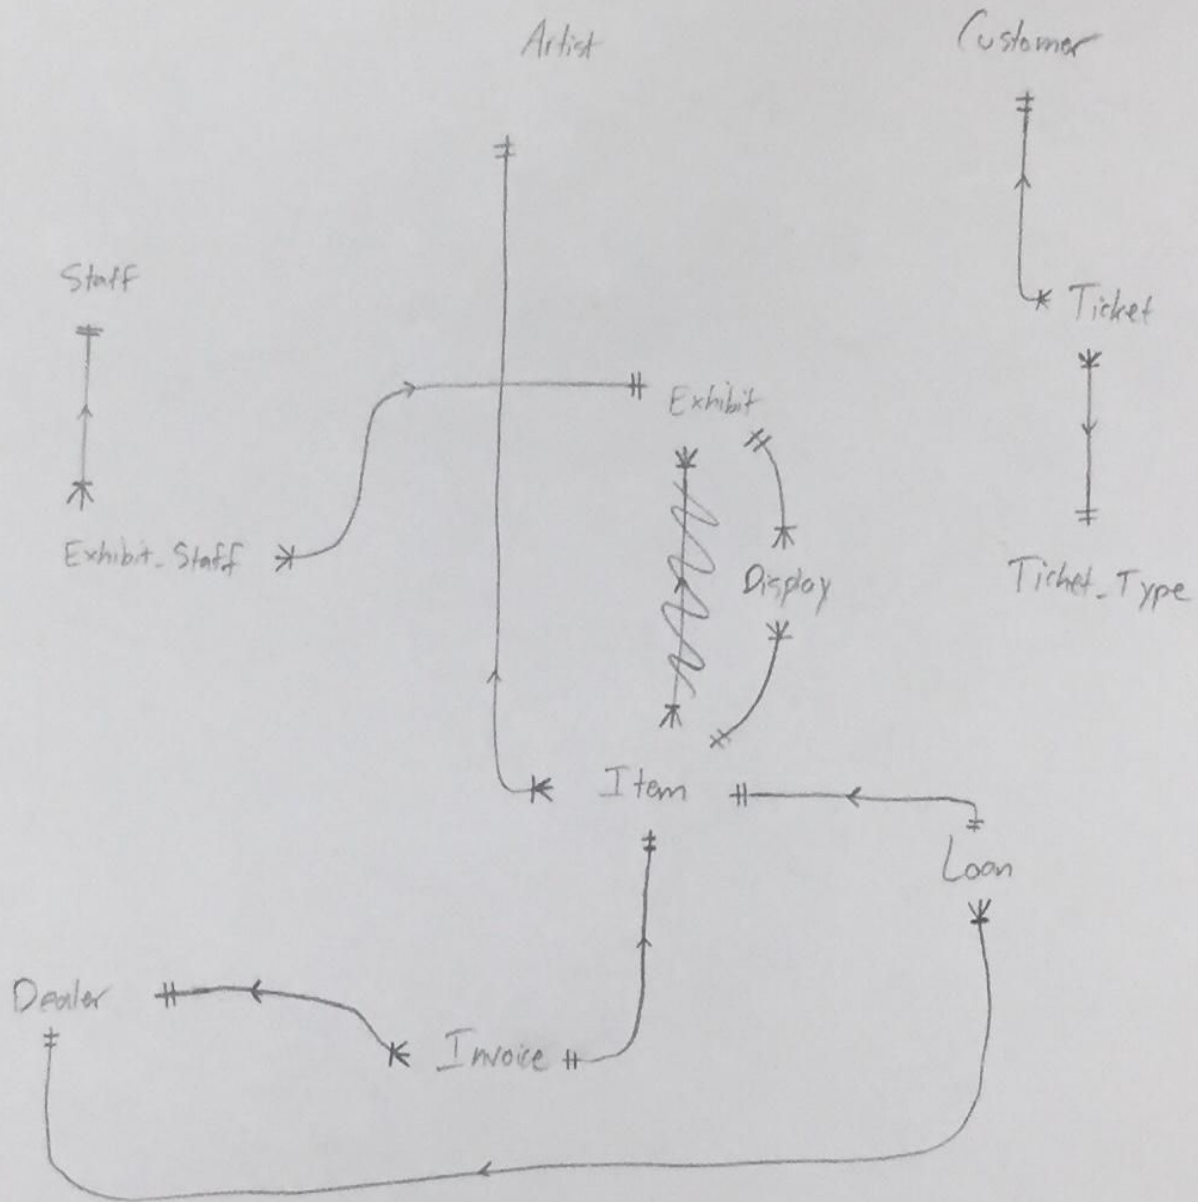 Artist
Customer
Staff
Ticket
Exhibit
Exhibit_Staff
Display
Ticket_Type
Item
Loan
Dealer
Invoice